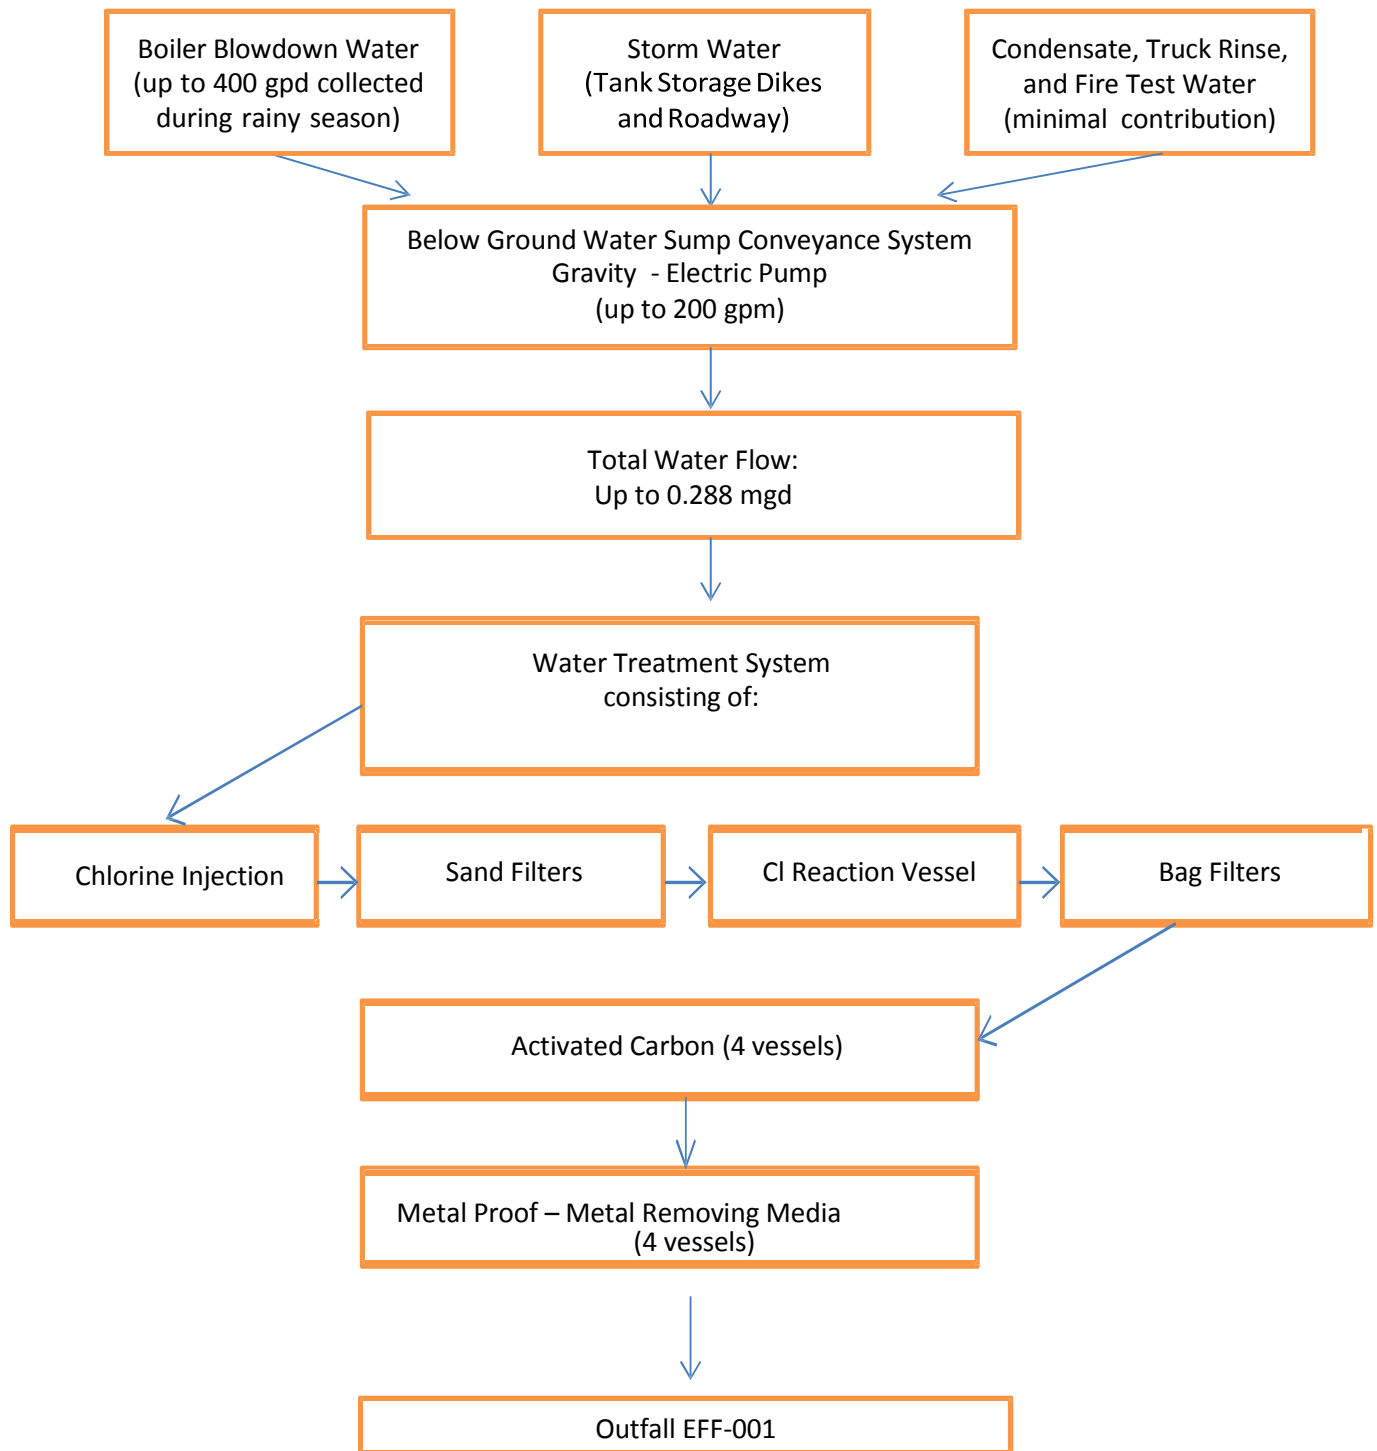 Boiler Blowdown Water
(up to 400 gpd collected
during rainy season)
Storm Water
(Tank Storage Dikes
and Roadway)
Condensate, Truck Rinse,
and Fire Test Water
(minimal contribution)
Below Ground Water Sump Conveyance System
Gravity - Electric Pump
(up to 200 gpm)
Total Water Flow:
Up to 0.288 mgd
Water Treatment System
consisting of:
Chlorine Injection
Sand Filters
Cl Reaction Vessel
Bag Filters
Activated Carbon (4 vessels)
Metal Proof – Metal Removing Media
(4 vessels)
Outfall EFF-001